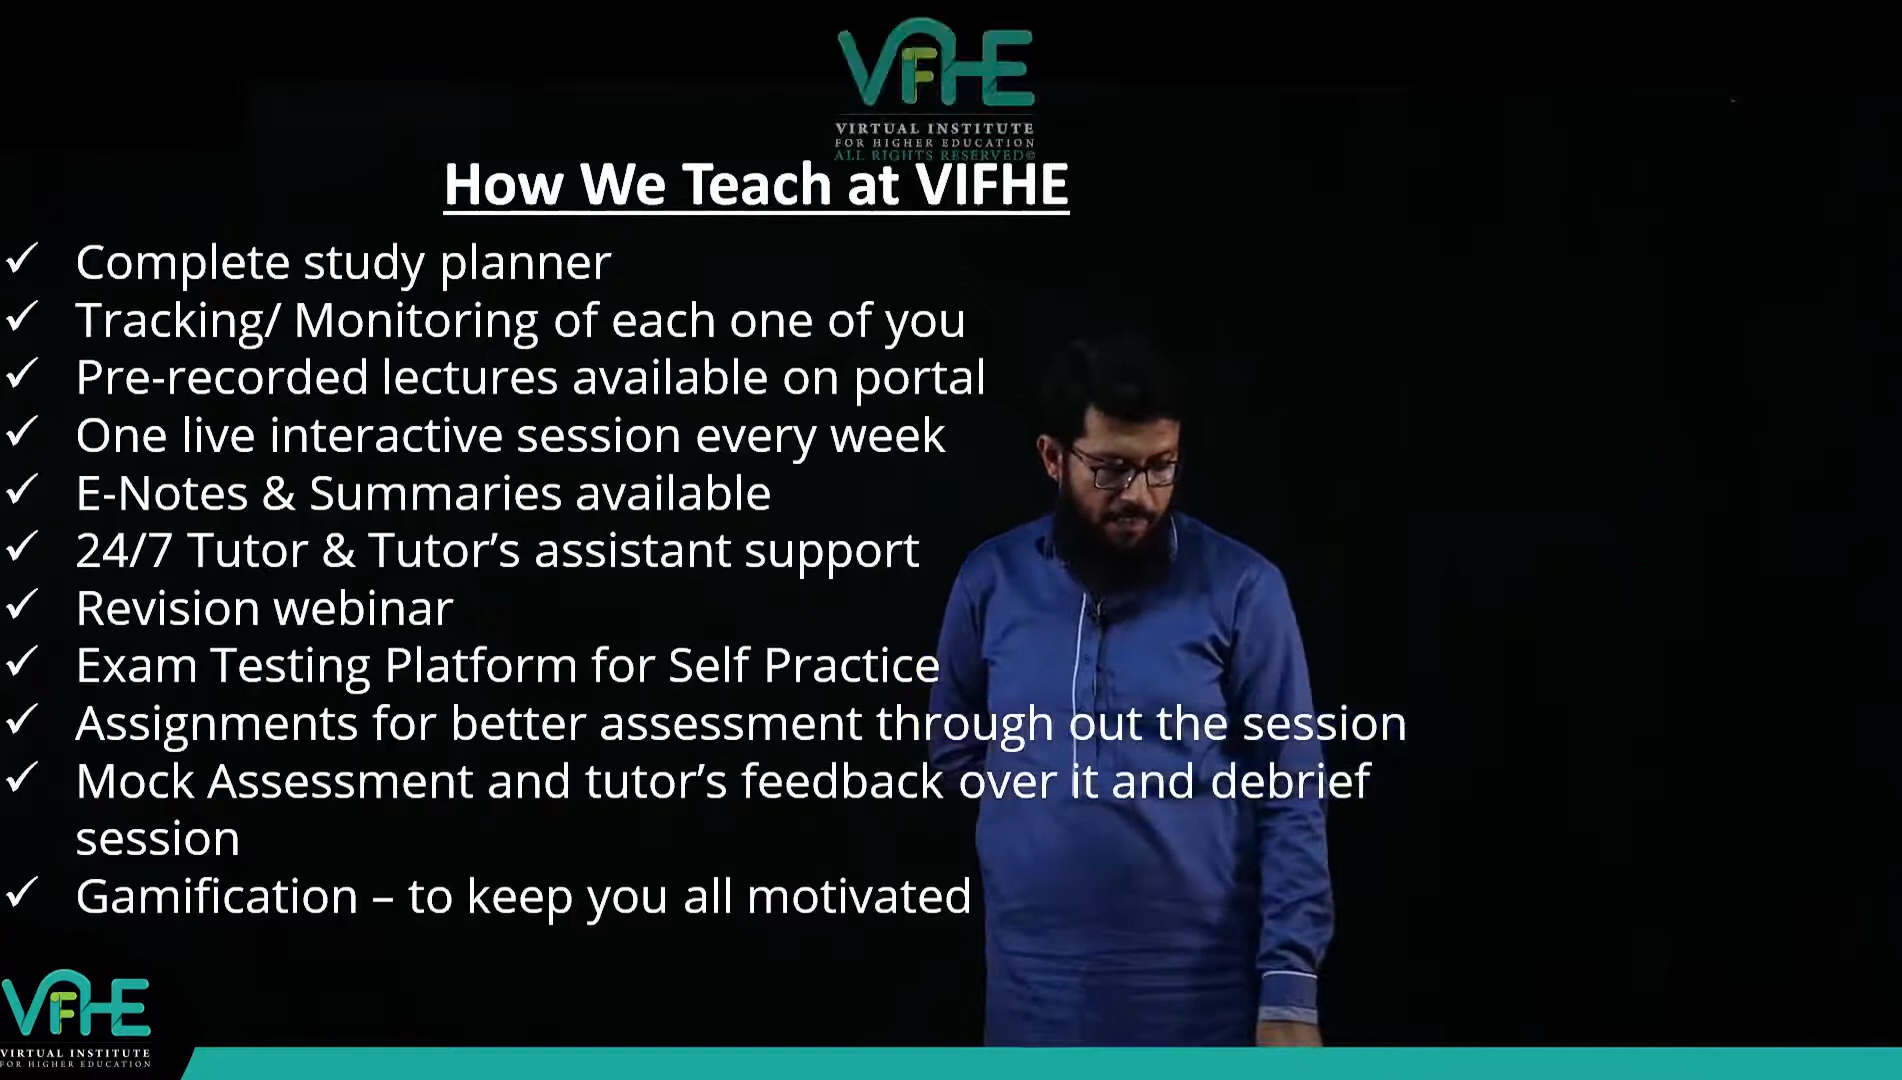 VFHE
VIRTUAL INSTITUTE
FOR HIGHER EDUCATION
ALL RIGHTS RESERVED©
How We Teach at VIFHE
✓ Complete study planner
✓ Tracking/ Monitoring of each one of you
✓ Pre-recorded lectures available on portal
✓ One live interactive session every week
✓ E-Notes & Summaries available
✓ 24/7 Tutor & Tutor’s assistant support
✓ Revision webinar
✓ Exam Testing Platform for Self Practice
✓ Assignments for better assessment through out the session
✓ Mock Assessment and tutor’s feedback over it and debrief
session
✓ Gamification – to keep you all motivated
VFHE
VIRTUAL INSTITUTE
FOR HIGHER EDUCATION